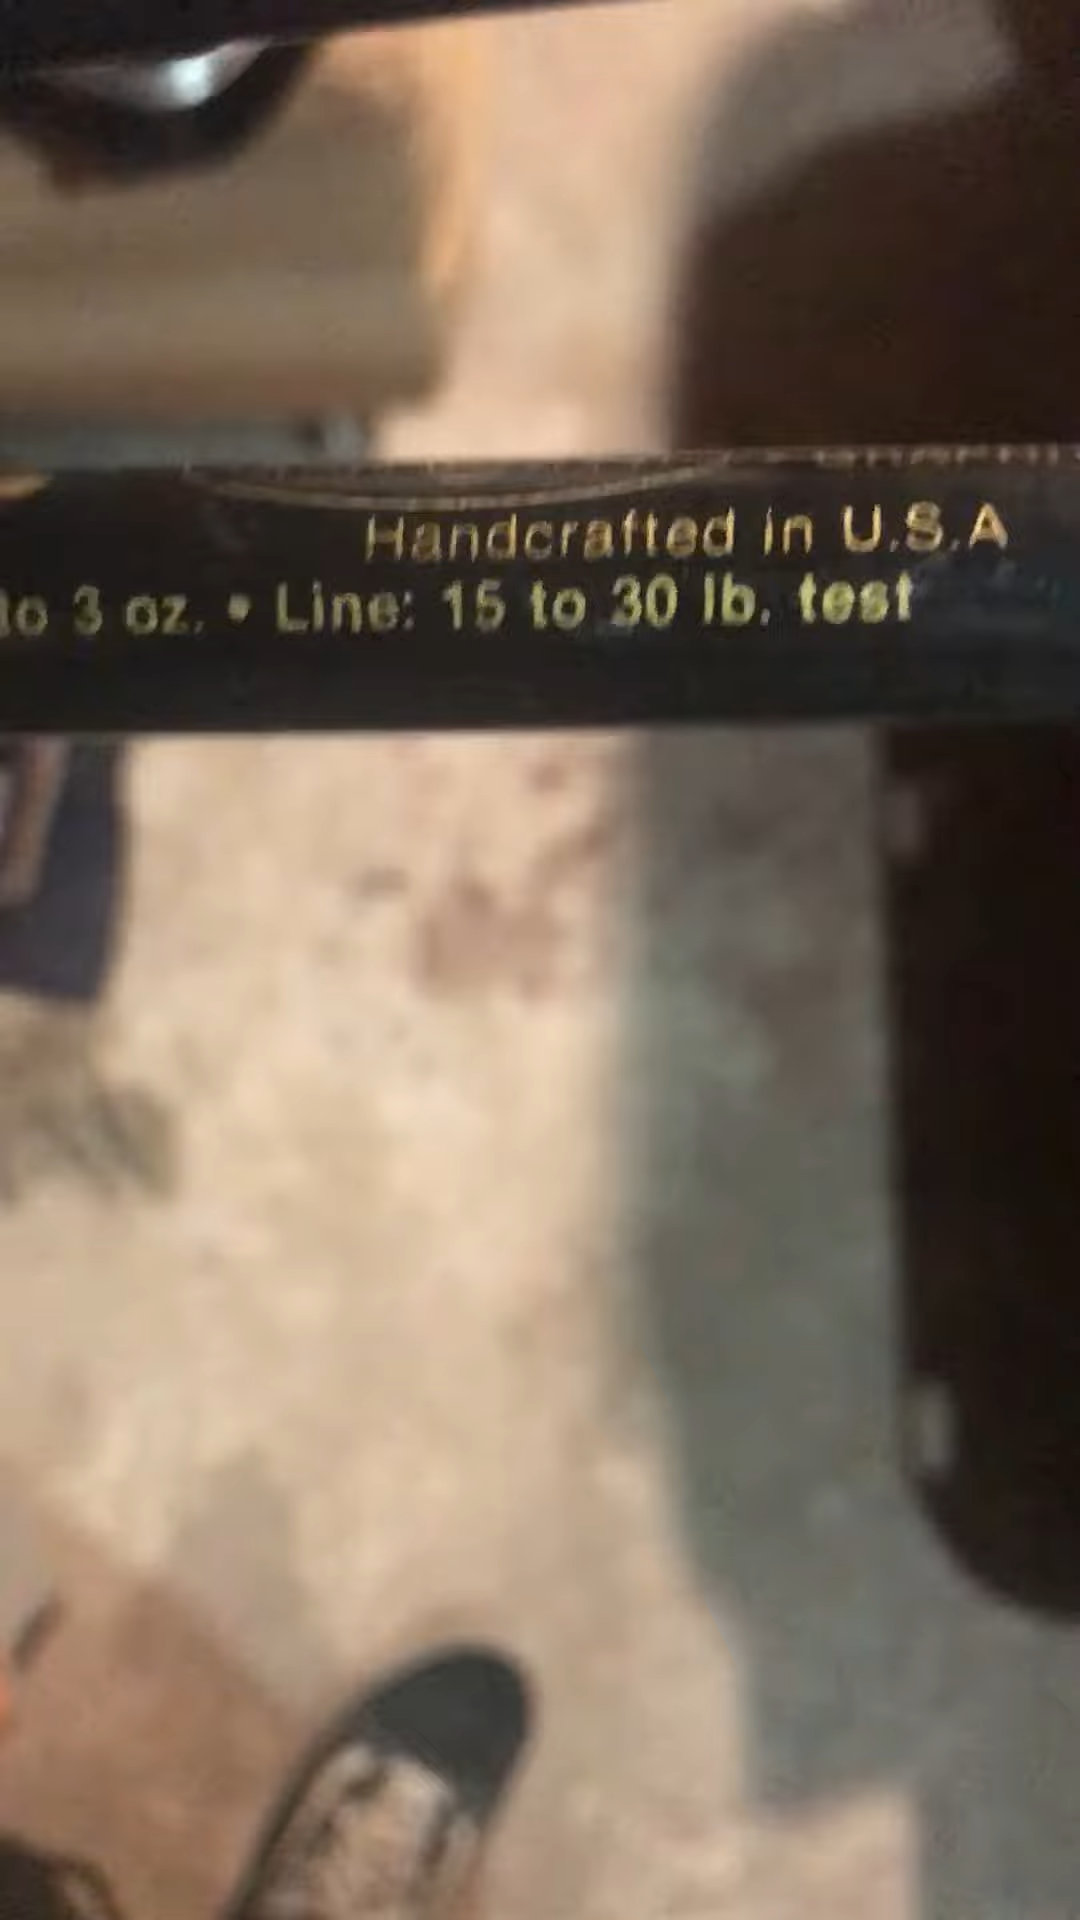 Handcrafted in U.S.A
to 3 oz. • Line: 15 to 30 lb. test